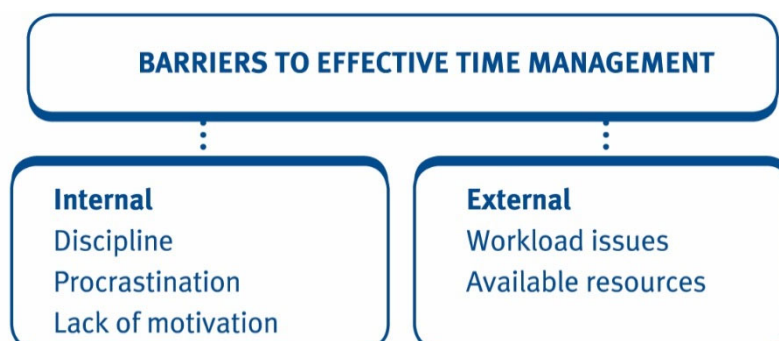 BARRIERS TO EFFECTIVE TIME MANAGEMENT
Internal
Discipline
Procrastination
Lack of motivation
External
Workload issues
Available resources